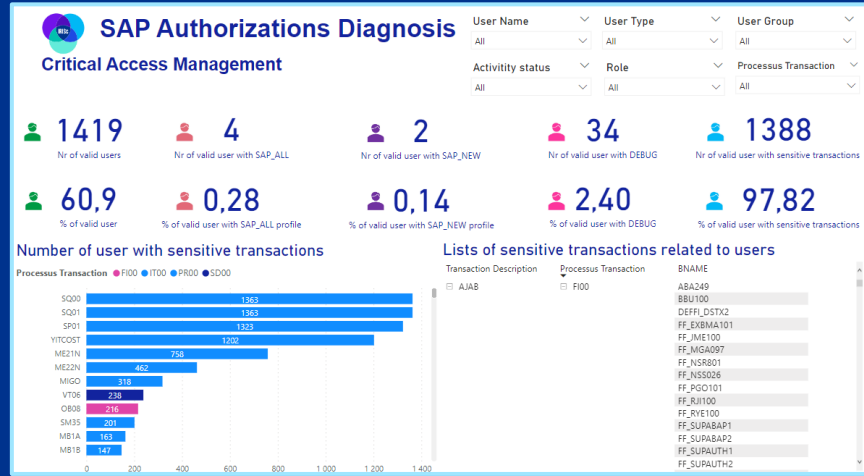 SAP Authorizations Diagnosis
Critical Access Management
User Name
All
User Type
All
User Group
All
Activitity status
All
Role
All
Processus Transaction
All
1419
Nr of valid users
4
Nr of valid user with SAP_ALL
2
Nr of valid user with SAP_NEW
34
Nr of valid user with DEBUG
1388
Nr of valid user with sensitive transactions
60,9
% of valid user
0,28
% of valid user with SAP_ALL profile
0,14
% of valid user with SAP_NEW profile
2,40
% of valid user with DEBUG
97,82
% of valid user with sensitive transactions
Number of user with sensitive transactions
Processus Transaction FI00 IT00 PR00 SD00
SQ00 1363
SQ01 1363
SP01 1323
YITCOST 1202
ME21N 758
ME22N 462
MIGO 318
VT06 238
OB08 216
SM35 201
MB1A 163
MB1B 147
0 200 400 600 800 1 000 1 200 1 400
Lists of sensitive transactions related to users
Transaction Description Processus Transaction BNAME
AJAB FI00 ABA249
BBU100
DEFFI_DSTX2
FF_EXBMA101
FF_JME100
FF_MGA097
FF_NSR801
FF_NSS026
FF_PGO101
FF_RJI100
FF_RYE100
FF_SUPABAP1
FF_SUPABAP2
FF_SUPAUTH1
FF_SUPAUTH2